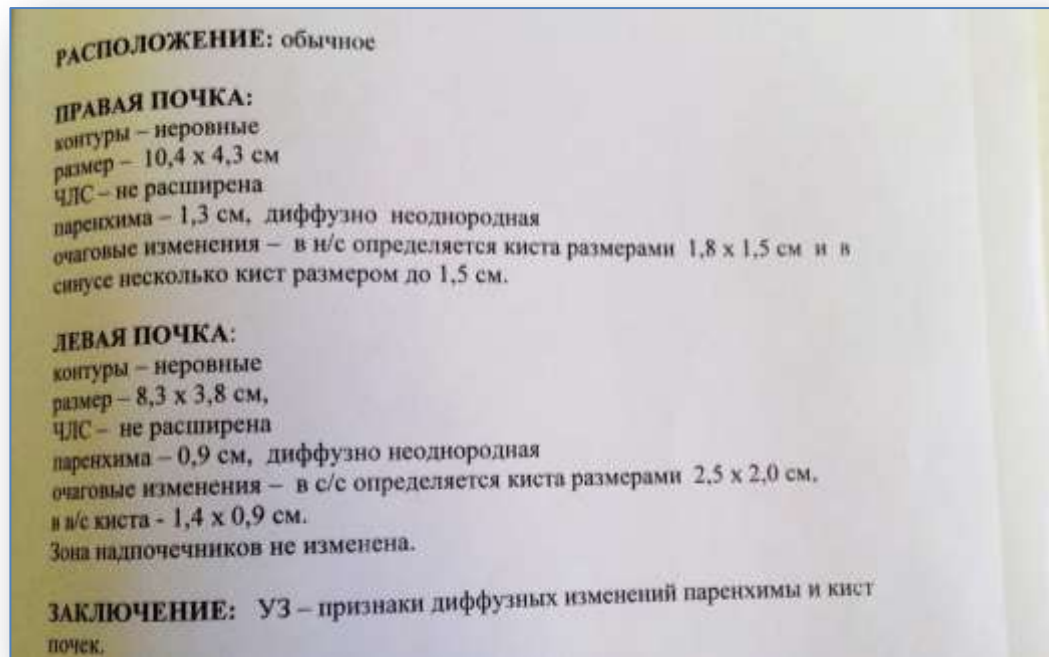 РАСПОЛОЖЕНИЕ: обычное
ПРАВАЯ ПОЧКА:
контуры – неровные
размер – 10,4 х 4,3 см
ЧЛС – не расширена
паренхима – 1,3 см, диффузно неоднородная
очаговые изменения – в н/с определяется киста размерами 1,8 х 1,5 см и в
синусе несколько кист размером до 1,5 см.
ЛЕВАЯ ПОЧКА:
контуры – неровные
размер – 8,3 х 3,8 см,
ЧЛС – не расширена
паренхима – 0,9 см, диффузно неоднородная
очаговые изменения – в с/с определяется киста размерами 2,5 х 2,0 см,
в в/с киста - 1,4 х 0,9 см.
Зона надпочечников не изменена.
ЗАКЛЮЧЕНИЕ: УЗ – признаки диффузных изменений паренхимы и кист
почек.